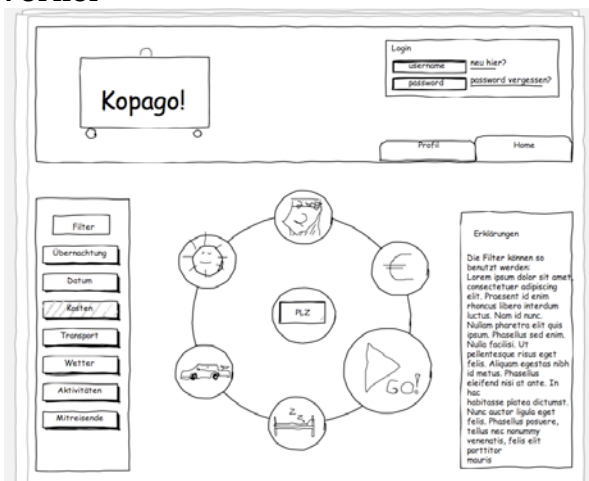 Kopago!
Login
username
neu hier?
password
password vergessen?
Profil
Home
Filter
Übernachtung
Datum
Kosten
Transport
Wetter
Aktivitäten
Mitreisende
€
PLZ
GO!
z z z
Erklärungen
Die Filter können so
benutzt werden:
Lorem ipsum dolor sit amet,
consectetuer adipiscing
elit. Praesent id enim
rhoncus libero interdum
luctus. Nam id nunc.
Nullam pharetra elit quis
ipsum. Phasellus sed enim.
Nulla facilisi. Ut
pellentesque risus eget
felis. Aliquam egestas nibh
id metus. Phasellus
eleifend nisi at ante. In
hac
habitasse platea dictumst.
Nunc auctor ligula eget
felis. Phasellus posuere,
tellus nec nonummy
venenatis, felis elit
porttitor
mauris